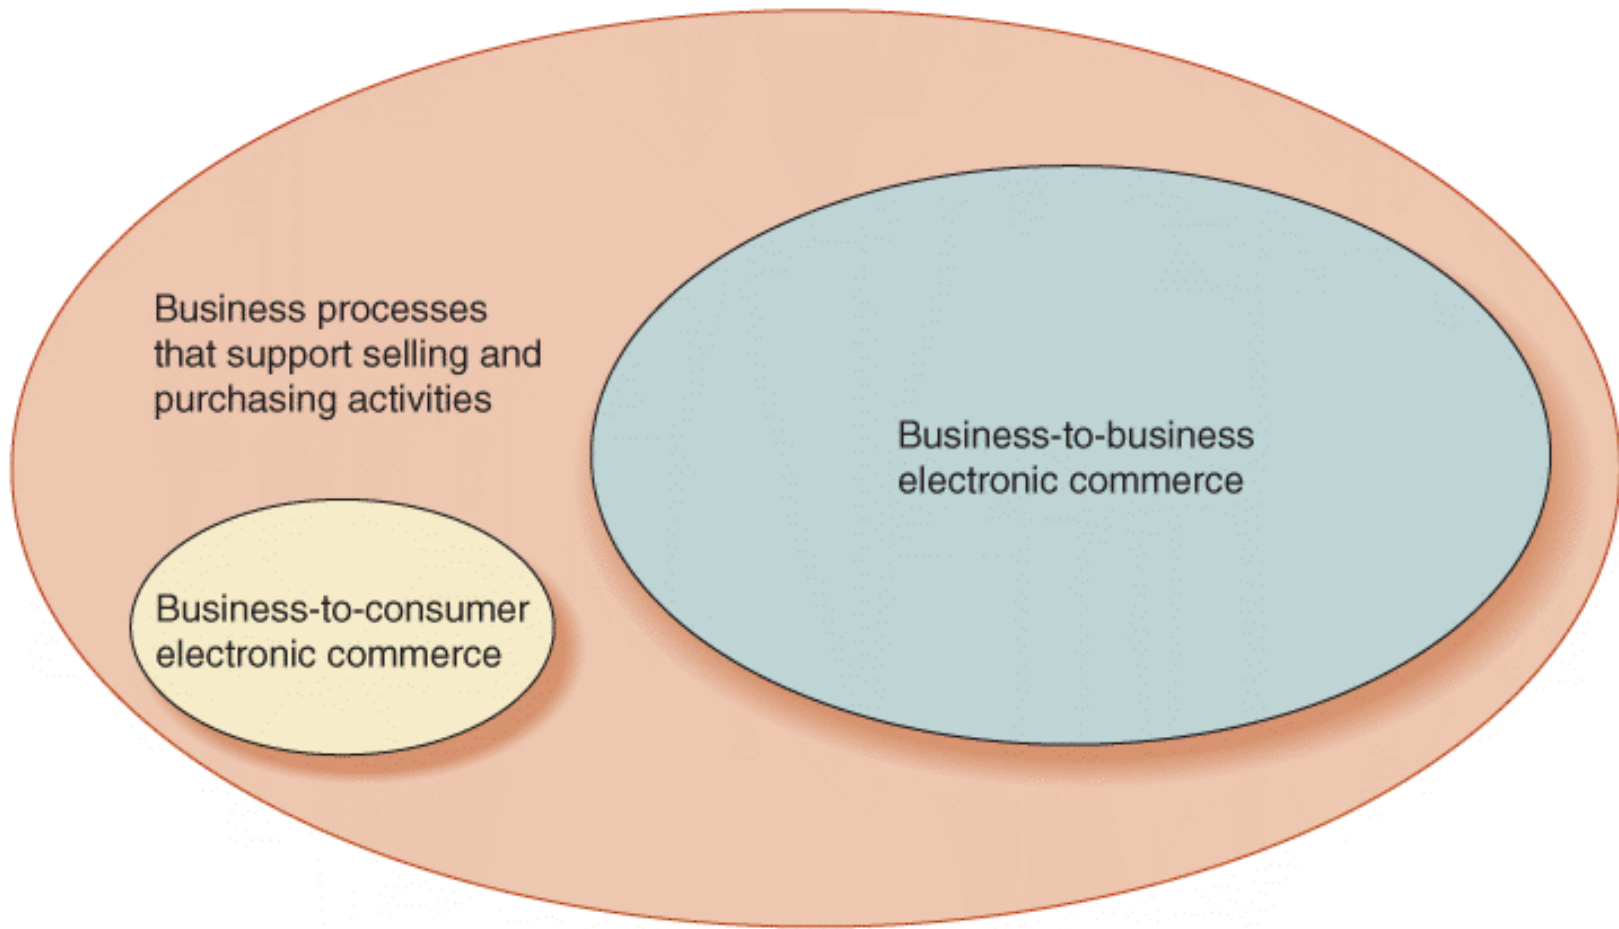 Business processes
that support selling and
purchasing activities
Business-to-business
electronic commerce
Business-to-consumer
electronic commerce